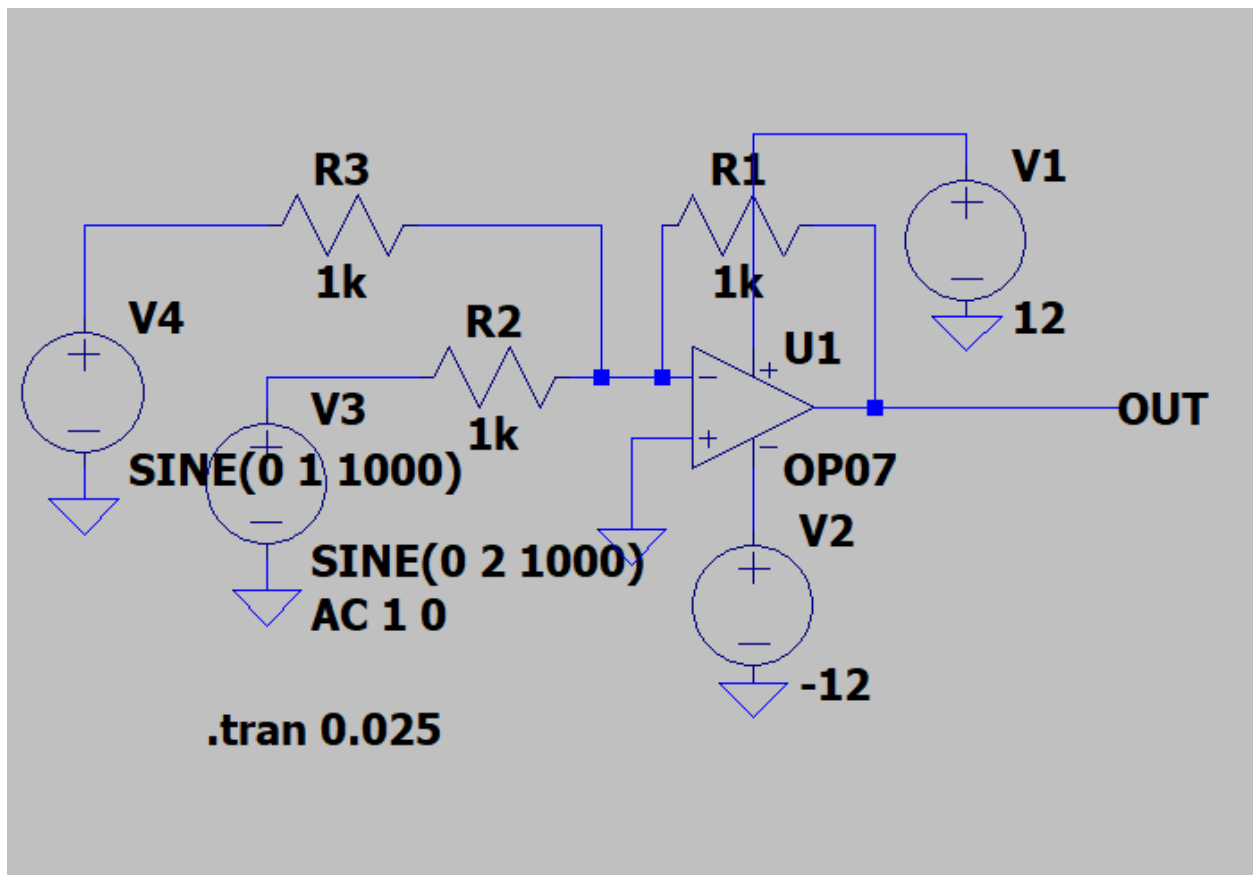 R3
1k
R1
1k
V1
12
V4
SINE(0 1 1000)
R2
1k
V3
SINE(0 2 1000)
AC 1 0
U1
OP07
OUT
V2
-12
.tran 0.025